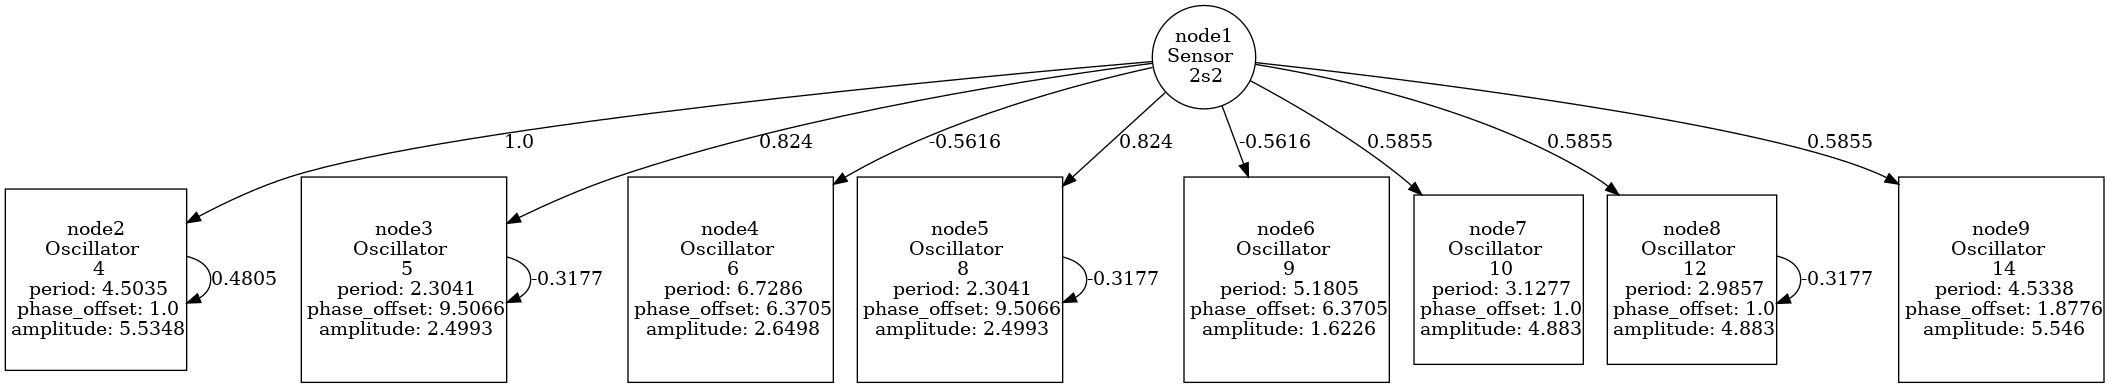 node1
Sensor
2s2
1.0
0.824
-0.5616
0.824
-0.5616
0.5855
0.5855
0.5855
node2
Oscillator
4
period: 4.5035
phase_offset: 1.0
amplitude: 5.5348
0.4805
node3
Oscillator
5
period: 2.3041
phase_offset: 9.5066
amplitude: 2.4993
-0.3177
node4
Oscillator
6
period: 6.7286
phase_offset: 6.3705
amplitude: 2.6498
node5
Oscillator
8
period: 2.3041
phase_offset: 9.5066
amplitude: 2.4993
-0.3177
node6
Oscillator
9
period: 5.1805
phase_offset: 6.3705
amplitude: 1.6226
node7
Oscillator
10
period: 3.1277
phase_offset: 1.0
amplitude: 4.883
node8
Oscillator
12
period: 2.9857
phase_offset: 1.0
amplitude: 4.883
-0.3177
node9
Oscillator
14
period: 4.5338
phase_offset: 1.8776
amplitude: 5.546